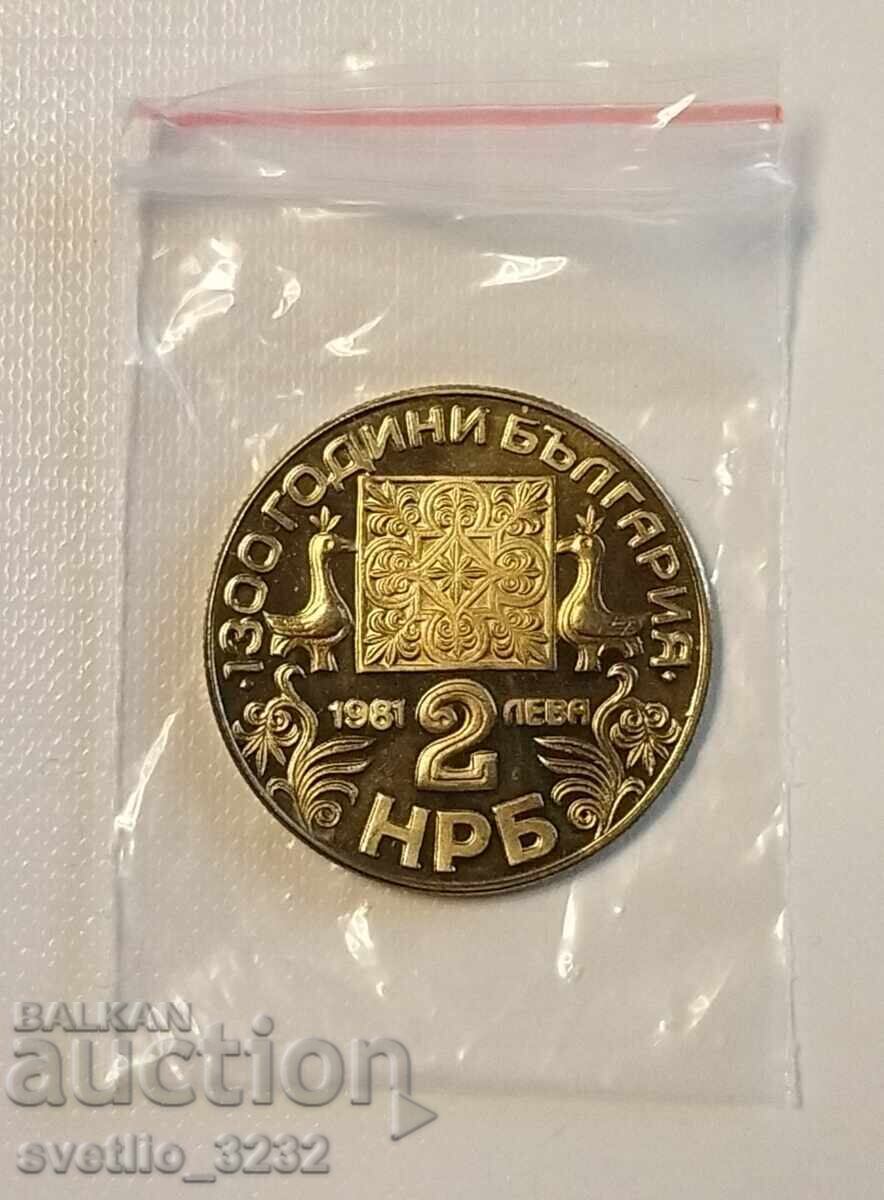 ·1300 ГОДИНИ БЪЛГАРИЯ·
1981 2 ЛЕВА
НРБ
BALKAN
auction
svetlio_3232